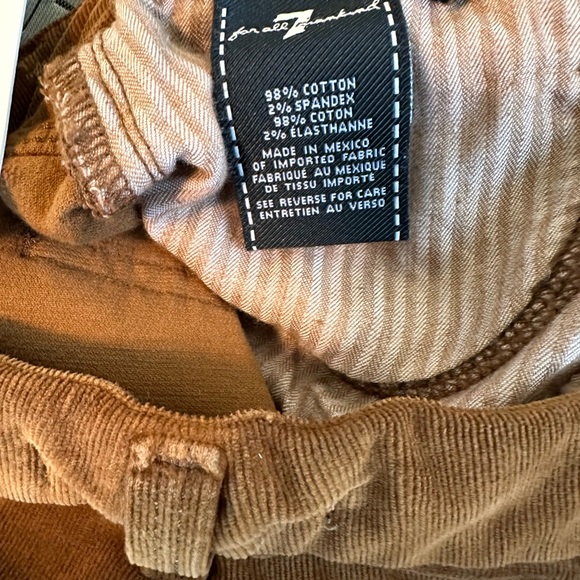 for all 7 mankind
98% COTTON
2% SPANDEX
98% COTON
2% ÉLASTHANNE
MADE IN MEXICO
OF IMPORTED FABRIC
FABRIQUÉ AU MEXIQUE
DE TISSU IMPORTÉ
SEE REVERSE FOR CARE
ENTRETIEN AU VERSO